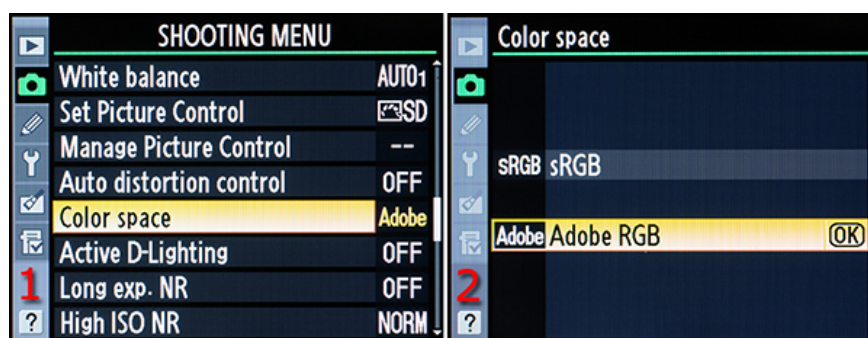 SHOOTING MENU
White balance AUTO1
Set Picture Control SD
Manage Picture Control --
Auto distortion control OFF
Color space Adobe
Active D-Lighting OFF
Long exp. NR OFF
High ISO NR NORM
1
?
Color space
sRGB sRGB
Adobe Adobe RGB OK
2
?